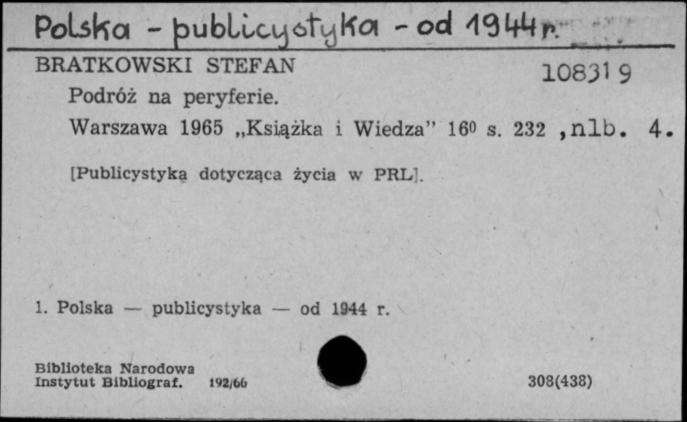 Polska - publicystyka - od 1944 r.
BRATKOWSKI STEFAN 108319
Podróż na peryferie.
Warszawa 1965 „Książka i Wiedza” 16⁰ s. 232 ,nlb. 4.
[Publicystyka dotycząca życia w PRL].
1. Polska — publicystyka — od 1944 r.
Biblioteka Narodowa
Instytut Bibliograf. 192/66 308(438)